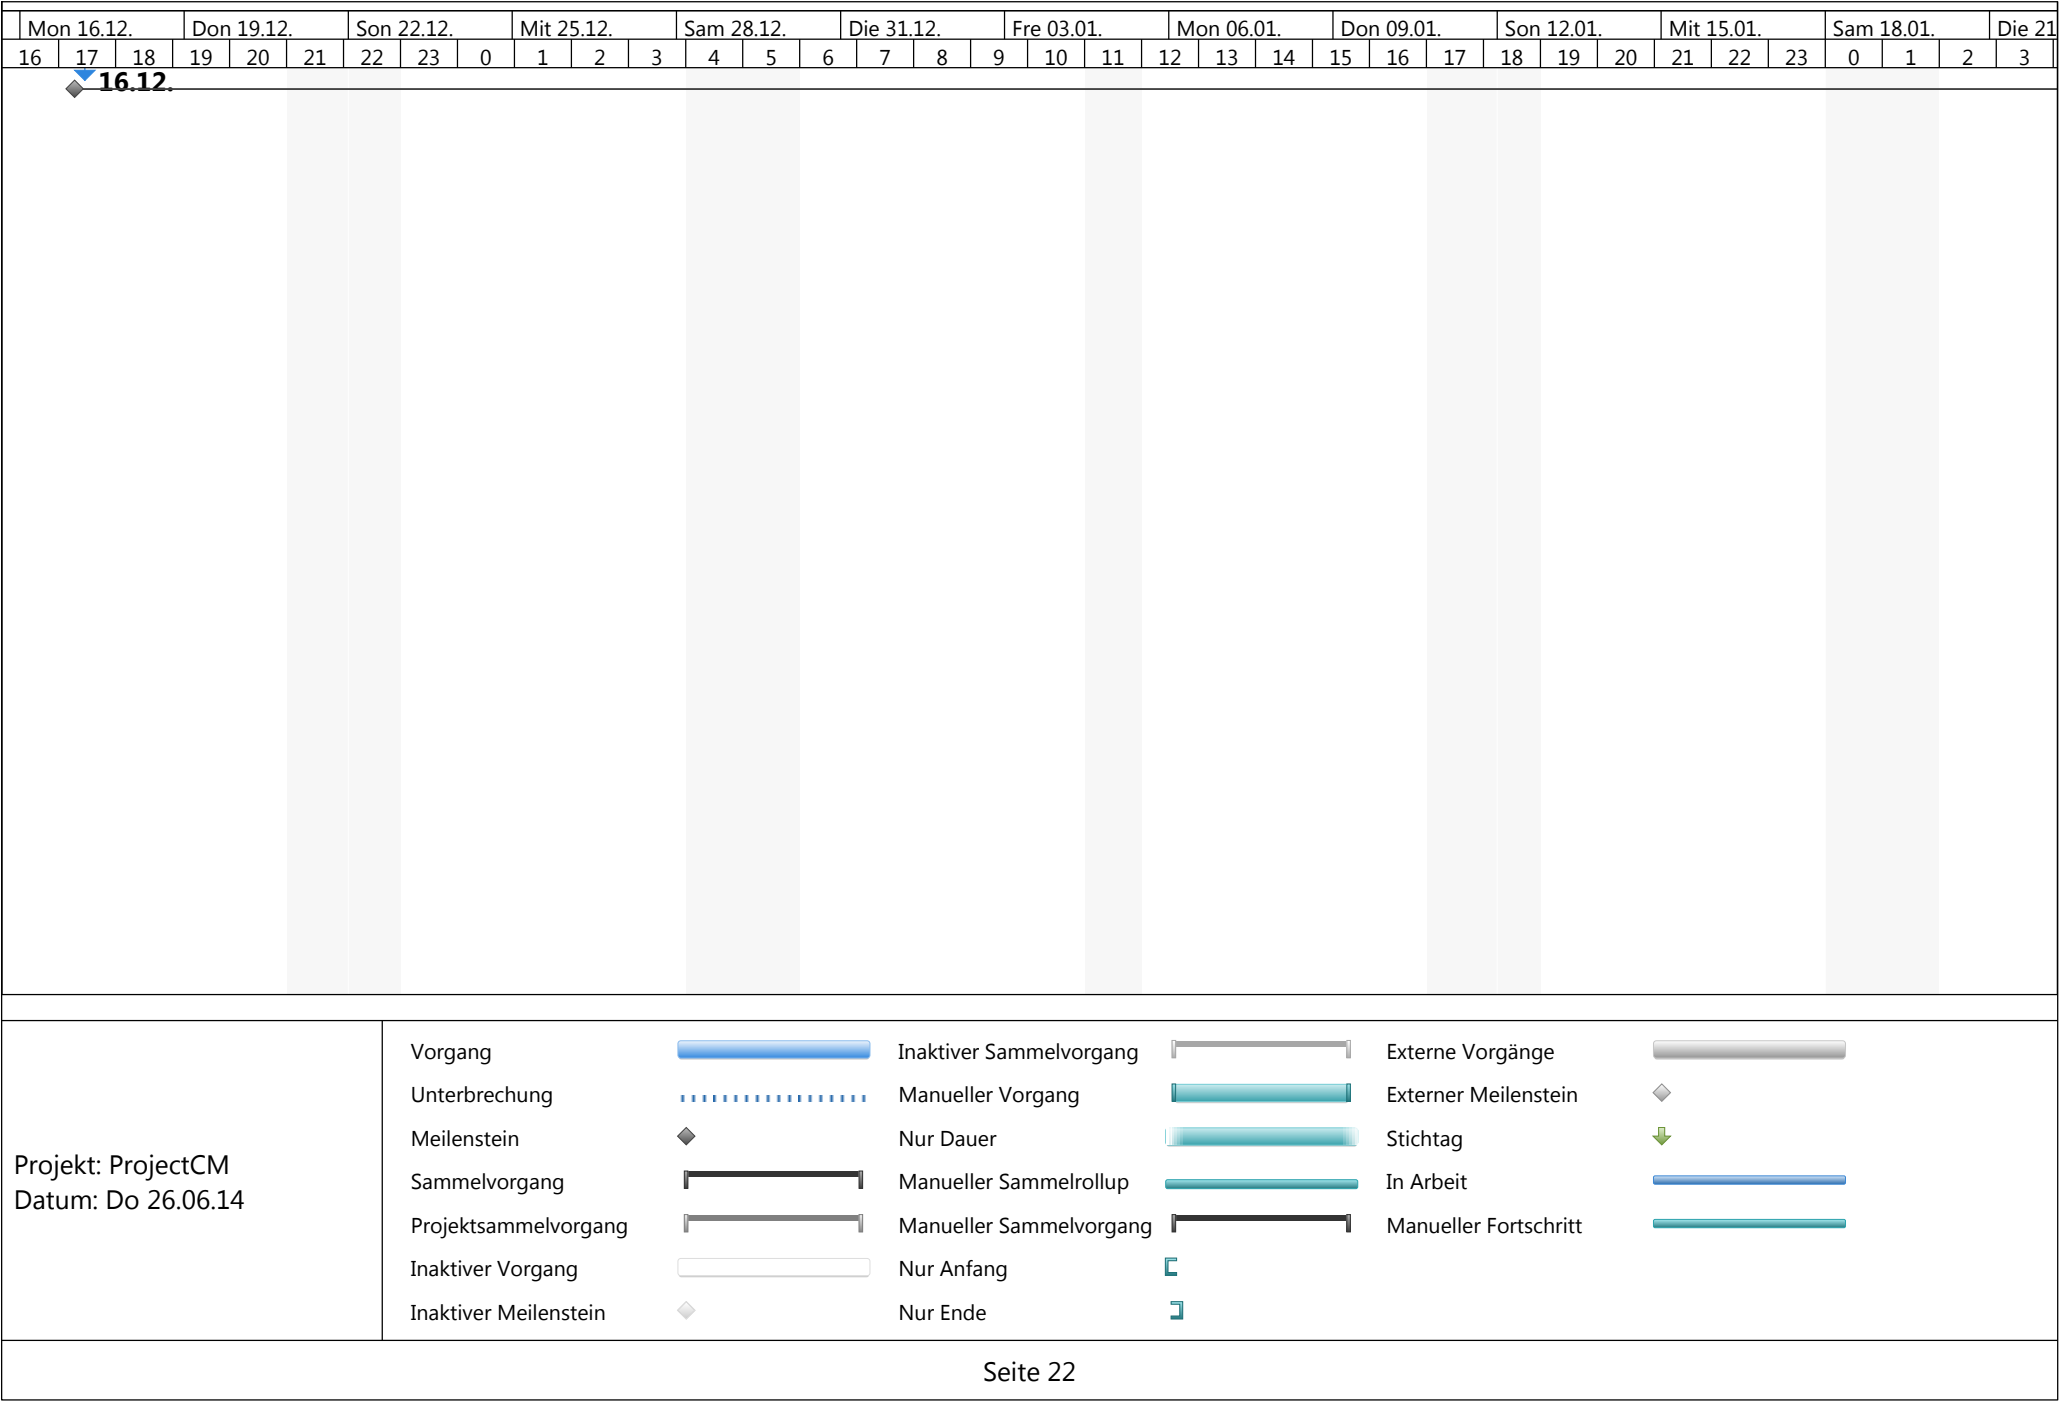 Mon 16.12. Don 19.12. Son 22.12. Mit 25.12. Sam 28.12. Die 31.12. Fre 03.01. Mon 06.01. Don 09.01. Son 12.01. Mit 15.01. Sam 18.01. Die 21
16 17 18 19 20 21 22 23 0 1 2 3 4 5 6 7 8 9 10 11 12 13 14 15 16 17 18 19 20 21 22 23 0 1 2 3
16.12.
Projekt: ProjectCM
Datum: Do 26.06.14
Vorgang
Unterbrechung
Meilenstein
Sammelvorgang
Projektsammelvorgang
Inaktiver Vorgang
Inaktiver Meilenstein
Inaktiver Sammelvorgang
Manueller Vorgang
Nur Dauer
Manueller Sammelrollup
Manueller Sammelvorgang
Nur Anfang
Nur Ende
Externe Vorgänge
Externer Meilenstein
Stichtag
In Arbeit
Manueller Fortschritt
Seite 22